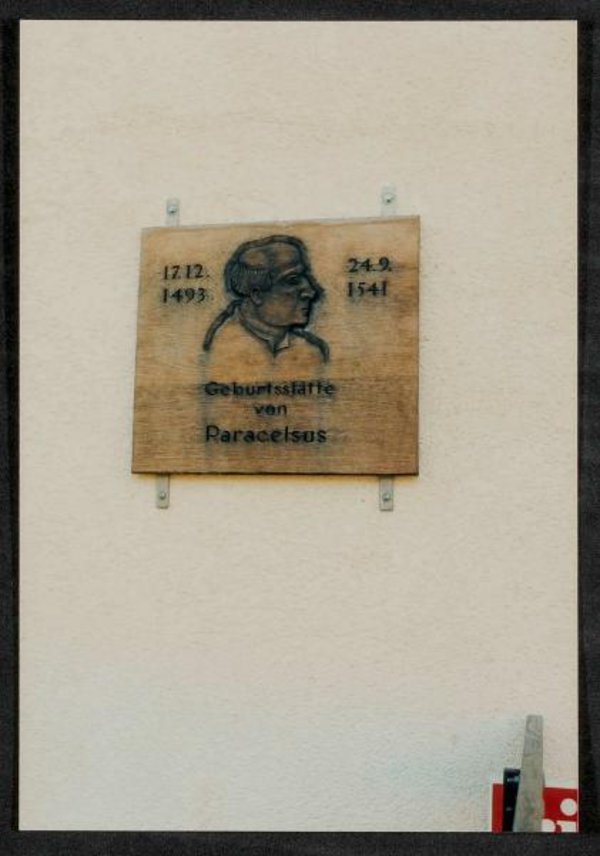 17.12. 24.9.
1493 1541
Geburtsstätte
von
Paracelsus